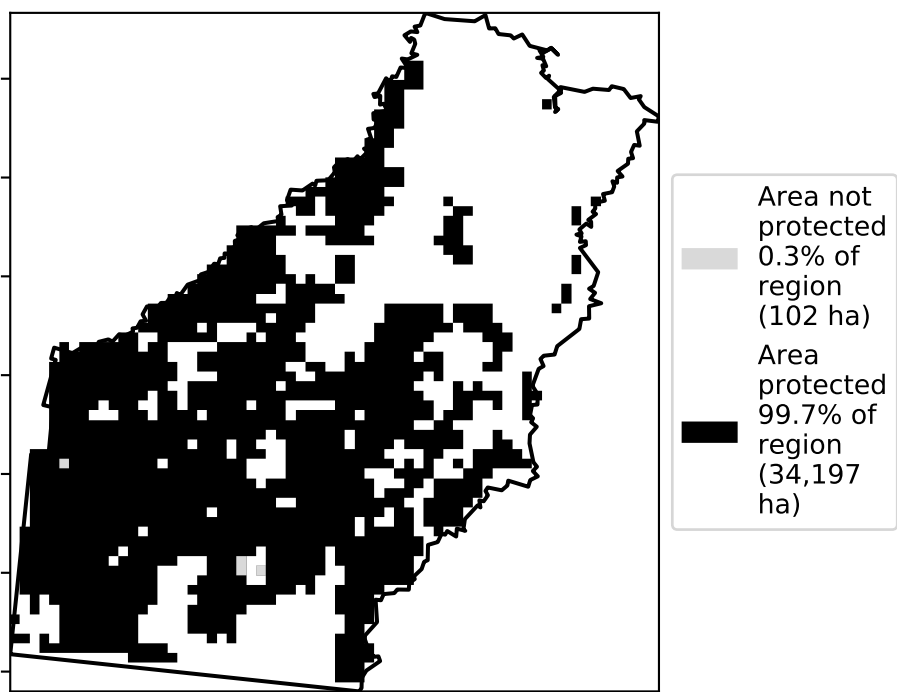 Area not
protected
0.3% of
region
(102 ha)
Area
protected
99.7% of
region
(34,197
ha)